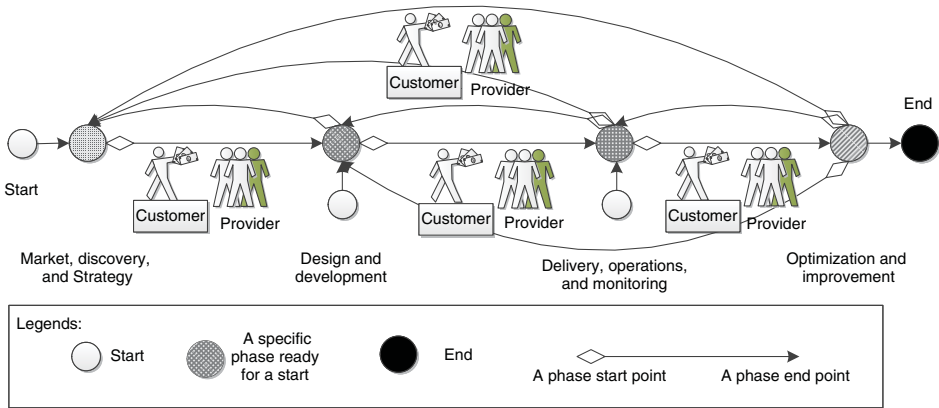 Customer
Provider
End
Start
Customer
Provider
Customer
Provider
Customer
Provider
Market, discovery,
and Strategy
Design and
development
Delivery, operations,
and monitoring
Optimization and
improvement
Legends:
Start
A specific
phase ready
for a start
End
A phase start point
A phase end point